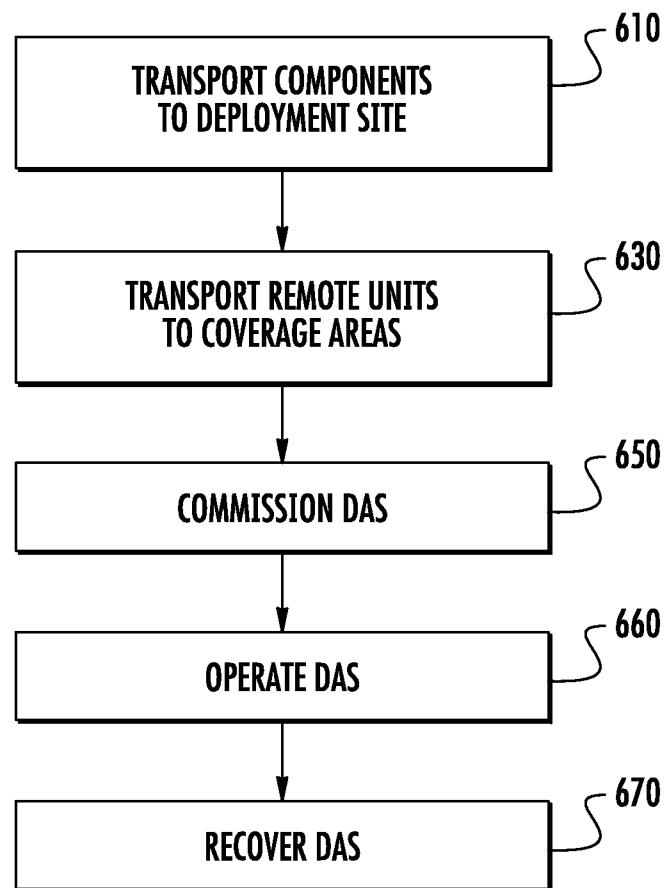 610
TRANSPORT COMPONENTS
TO DEPLOYMENT SITE
630
TRANSPORT REMOTE UNITS
TO COVERAGE AREAS
650
COMMISSION DAS
660
OPERATE DAS
670
RECOVER DAS